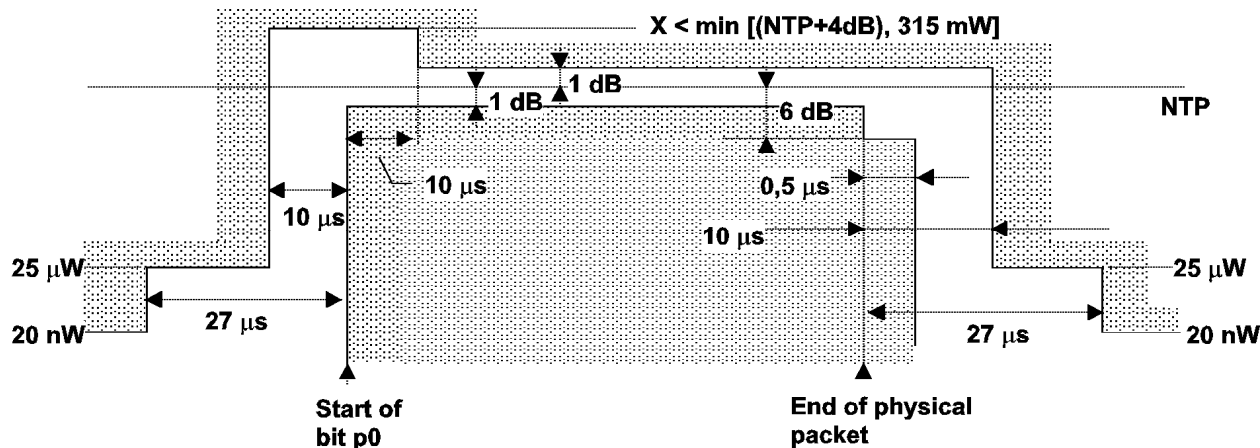 X < min [(NTP+4dB), 315 mW]
1 dB
1 dB
NTP
6 dB
10 μs
0,5 μs
10 μs
10 μs
25 μW
25 μW
27 μs
27 μs
20 nW
20 nW
Start of
bit p0
End of physical
packet